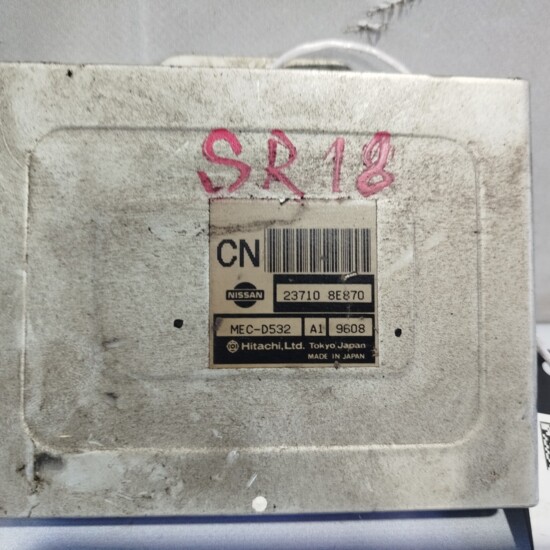 SR18
CN
NISSAN
23710 8E870
MEC-D532 A1 9608
Hitachi, Ltd. Tokyo Japan
MADE IN JAPAN